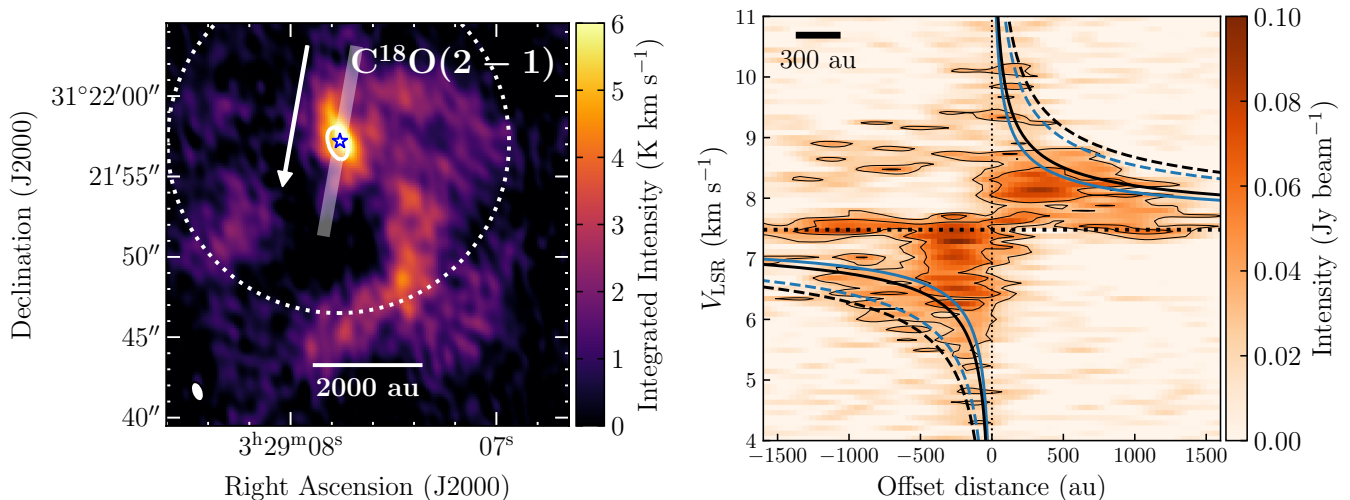 C¹⁸O(2 − 1)
2000 au
31°22′00″
21′55″
50″
45″
40″
3ʰ29ᵐ08ˢ
07ˢ
Right Ascension (J2000)
Declination (J2000)
6
5
4
3
2
1
0
Integrated Intensity (K km s⁻¹)
300 au
11
10
9
8
7
6
5
4
V_LSR (km s⁻¹)
−1500 −1000 −500 0 500 1000 1500
Offset distance (au)
0.10
0.08
0.06
0.04
0.02
0.00
Intensity (Jy beam⁻¹)